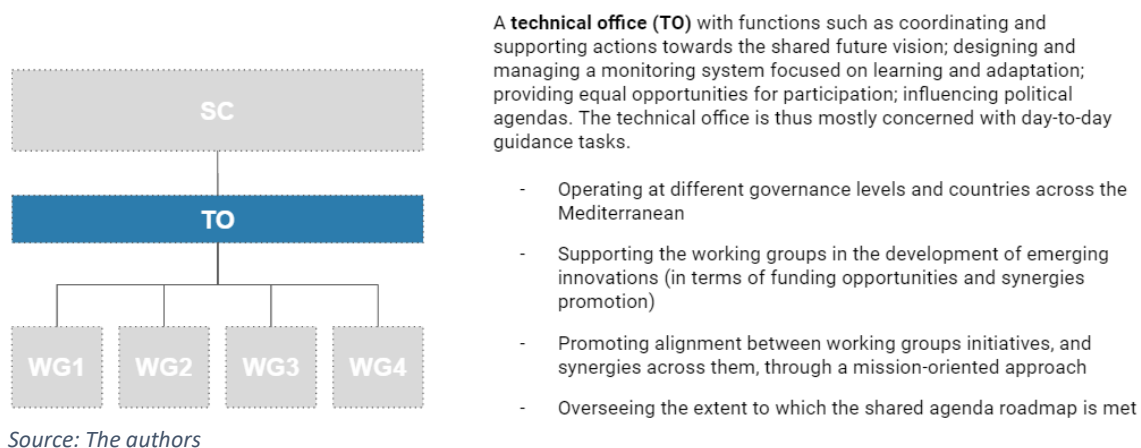 SC
TO
WG1 WG2 WG3 WG4
Source: The authors
A technical office (TO) with functions such as coordinating and
supporting actions towards the shared future vision; designing and
managing a monitoring system focused on learning and adaptation;
providing equal opportunities for participation; influencing political
agendas. The technical office is thus mostly concerned with day-to-day
guidance tasks.
- Operating at different governance levels and countries across the
Mediterranean
- Supporting the working groups in the development of emerging
innovations (in terms of funding opportunities and synergies
promotion)
- Promoting alignment between working groups initiatives, and
synergies across them, through a mission-oriented approach
- Overseeing the extent to which the shared agenda roadmap is met